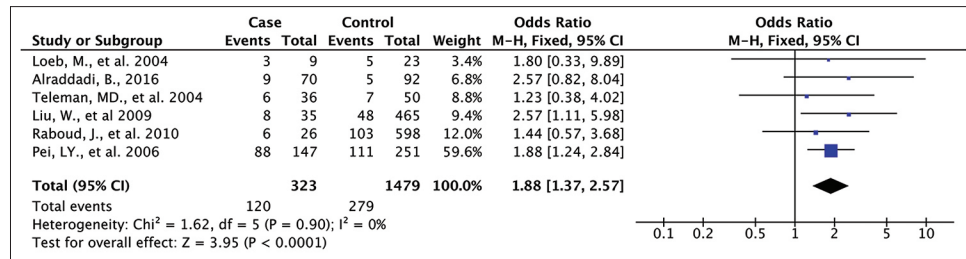 Case Control Odds Ratio Odds Ratio
Study or Subgroup Events Total Events Total Weight M-H, Fixed, 95% CI M-H, Fixed, 95% CI
Loeb, M., et al. 2004 3 9 5 23 3.4% 1.80 [0.33, 9.89]
Alraddadi, B., 2016 9 70 5 92 6.8% 2.57 [0.82, 8.04]
Teleman, MD., et al. 2004 6 36 7 50 8.8% 1.23 [0.38, 4.02]
Liu, W., et al 2009 8 35 48 465 9.4% 2.57 [1.11, 5.98]
Raboud, J., et al. 2010 6 26 103 598 12.0% 1.44 [0.57, 3.68]
Pei, LY., et al. 2006 88 147 111 251 59.6% 1.88 [1.24, 2.84]
Total (95% CI) 323 1479 100.0% 1.88 [1.37, 2.57]
Total events 120 279
Heterogeneity: Chi² = 1.62, df = 5 (P = 0.90); I² = 0%
Test for overall effect: Z = 3.95 (P < 0.0001)
0.1 0.2 0.5 1 2 5 10